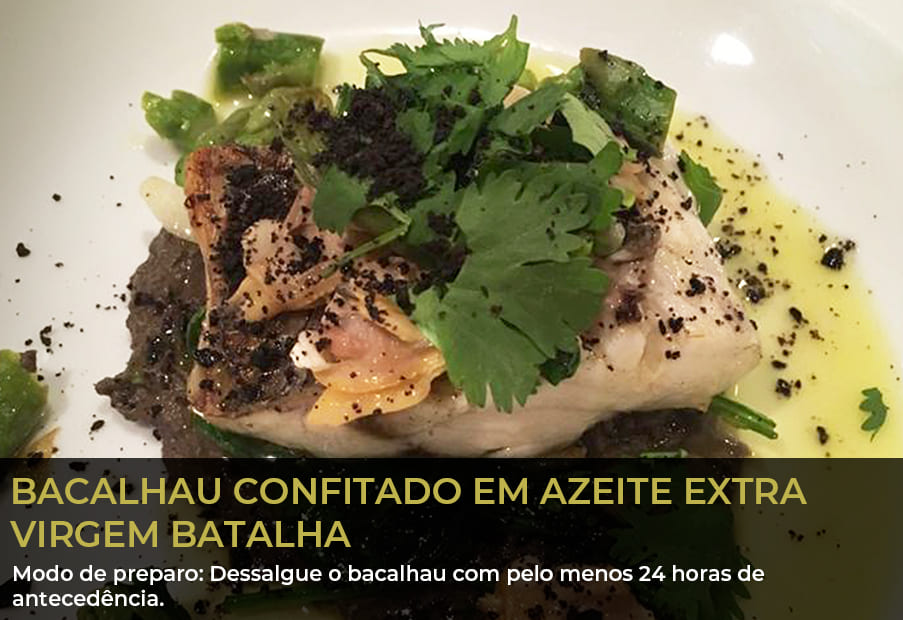 BACALHAU CONFITADO EM AZEITE EXTRA
VIRGEM BATALHA
Modo de preparo: Dessalgue o bacalhau com pelo menos 24 horas de
antecedência.